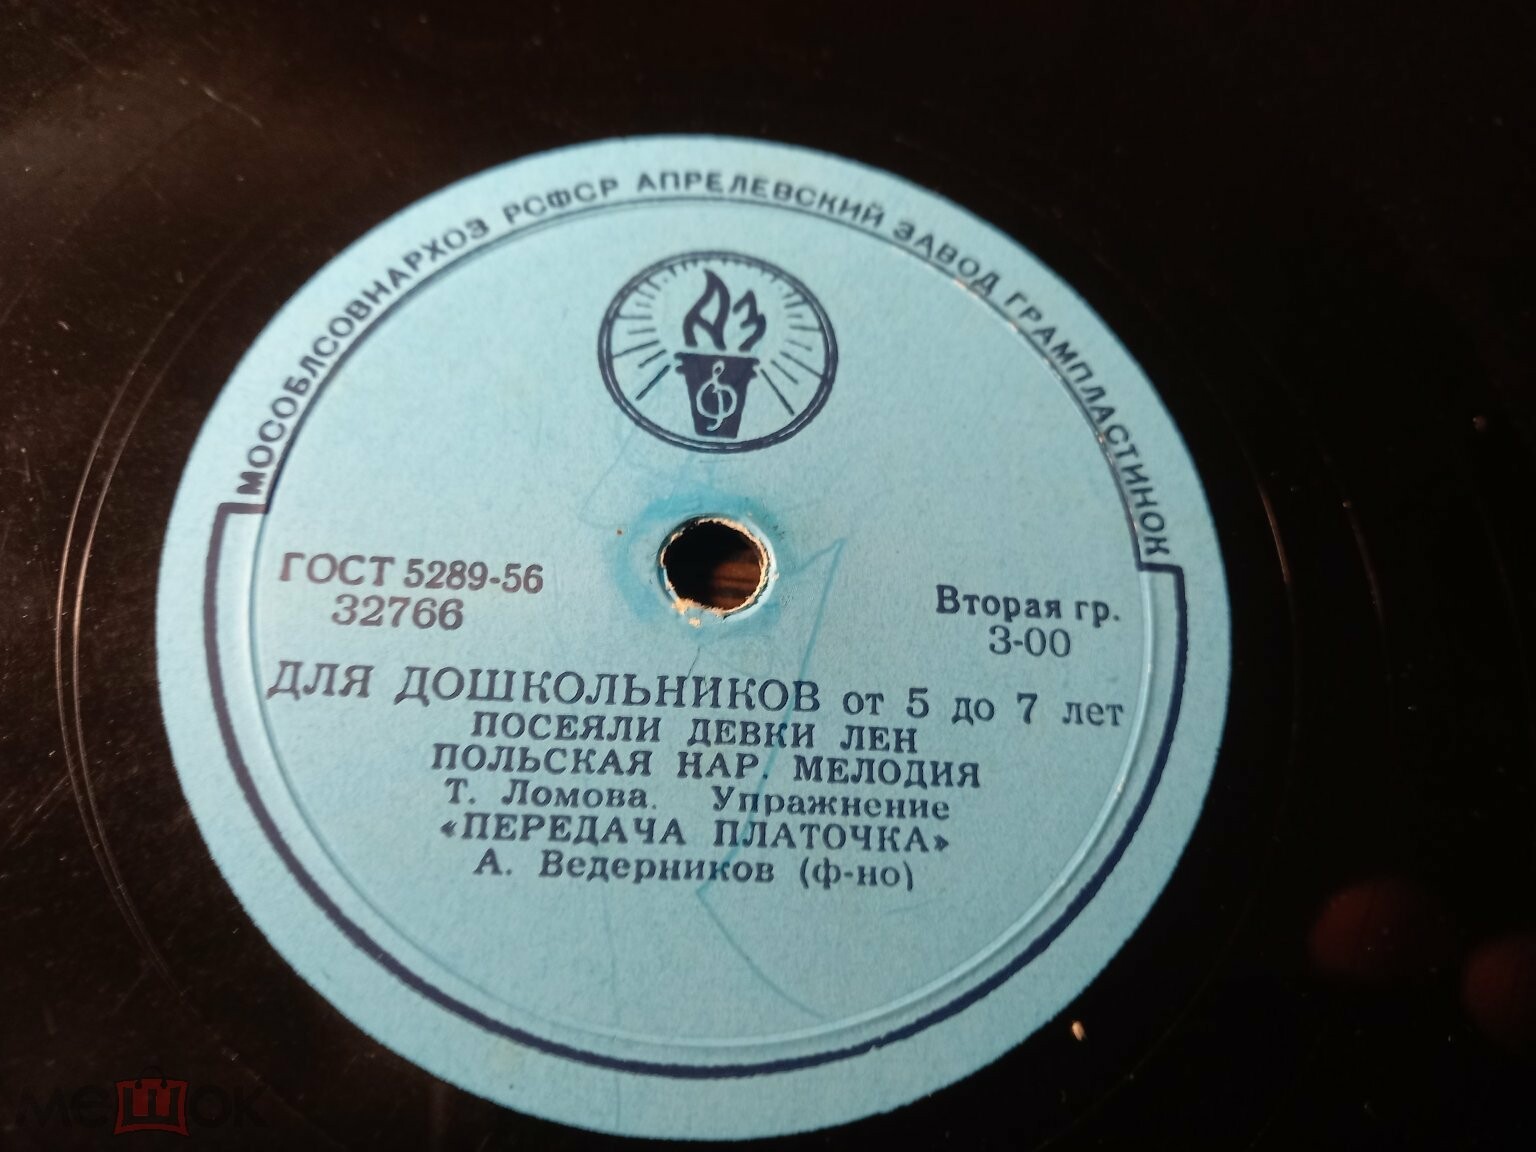 МОСОБЛСОВНАРХОЗ РСФСР АПРЕЛЕВСКИЙ ЗАВОД ГРАМПЛАСТИНОК
АЗ
ГОСТ 5289-56
32766
Вторая гр.
3-00
ДЛЯ ДОШКОЛЬНИКОВ от 5 до 7 лет
ПОСЕЯЛИ ДЕВКИ ЛЕН
ПОЛЬСКАЯ НАР. МЕЛОДИЯ
Т. Ломова. Упражнение
«ПЕРЕДАЧА ПЛАТОЧКА»
А. Ведерников (ф-но)
мешок